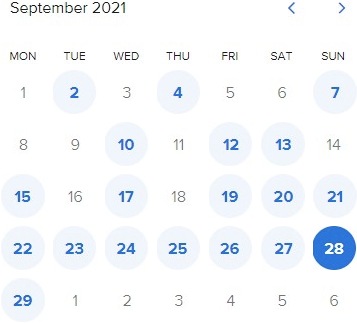 September 2021
MON TUE WED THU FRI SAT SUN
1 2 3 4 5 6 7
8 9 10 11 12 13 14
15 16 17 18 19 20 21
22 23 24 25 26 27 28
29 1 2 3 4 5 6